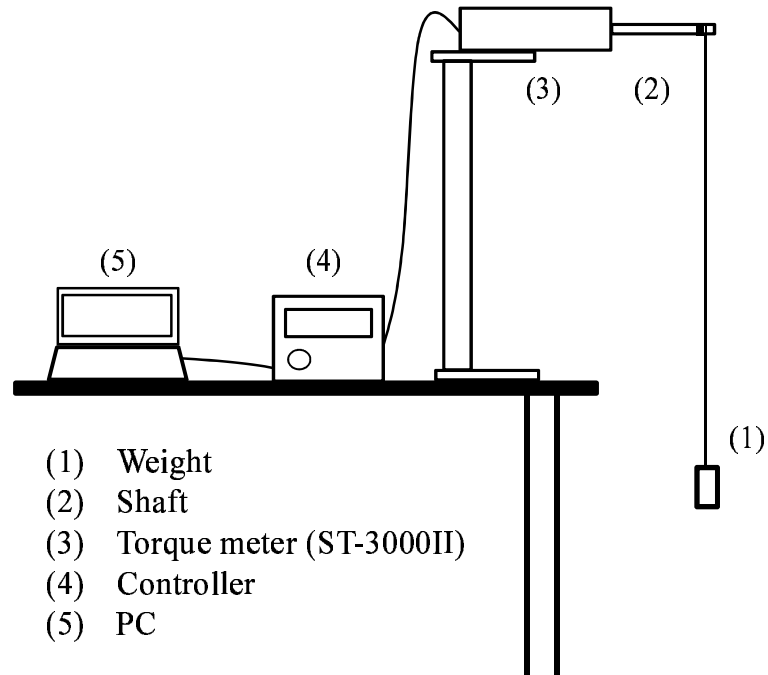 (3)
(2)
(5)
(4)
(1)
(1) Weight
(2) Shaft
(3) Torque meter (ST-3000II)
(4) Controller
(5) PC